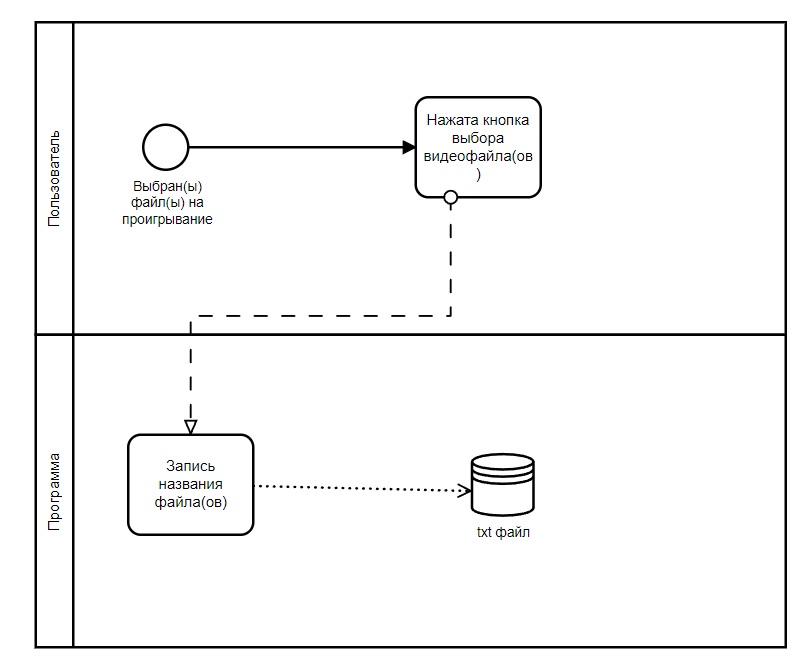 Пользователь
Выбран(ы)
файл(ы) на
проигрывание
Нажата кнопка
выбора
видеофайла(ов
)
Программа
Запись
названия
файла(ов)
txt файл